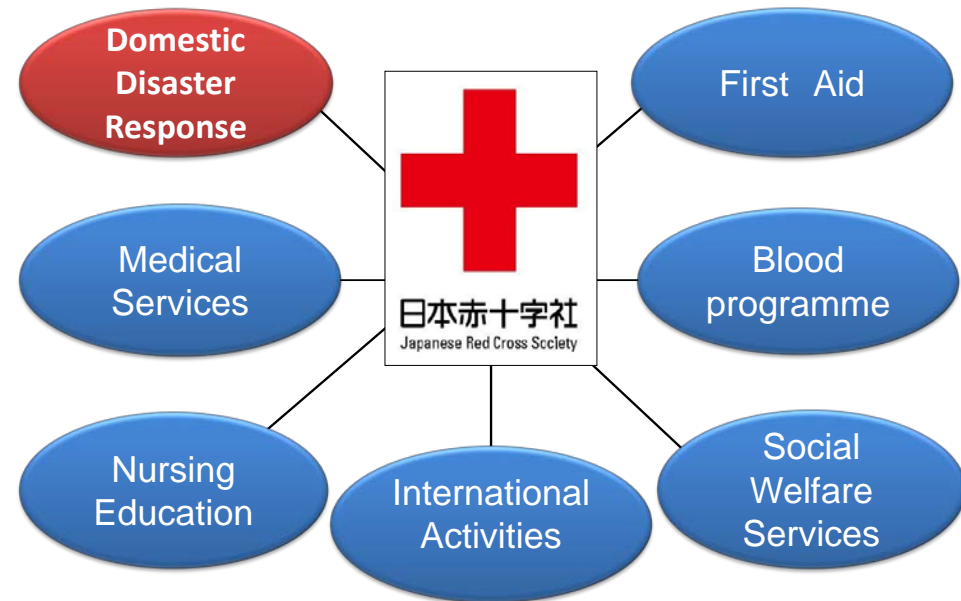 Domestic
Disaster
Response
First Aid
日本赤十字社
Japanese Red Cross Society
Medical
Services
Blood
programme
Nursing
Education
International
Activities
Social
Welfare
Services